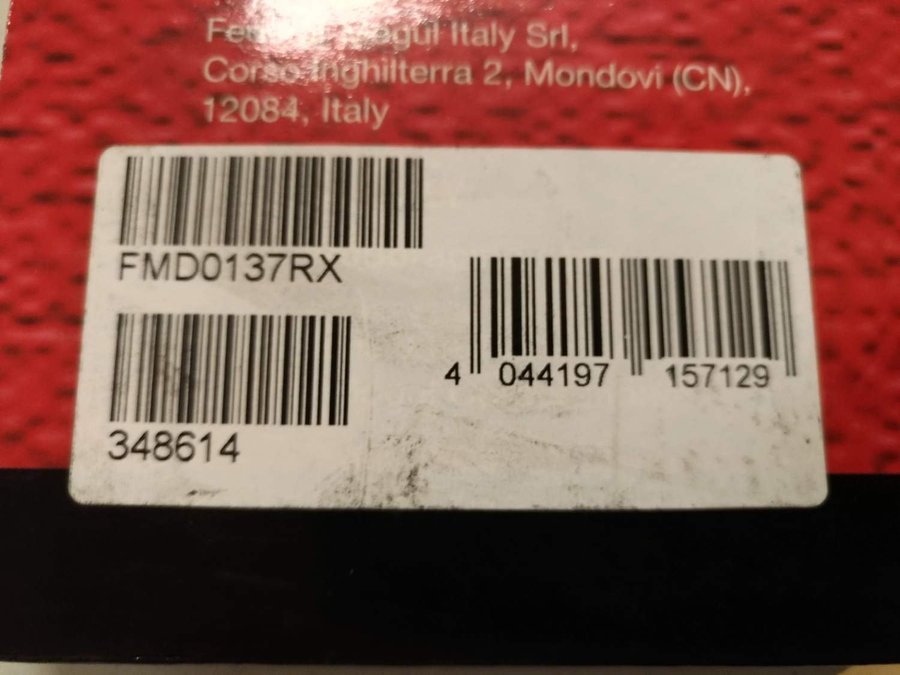 Italy Srl,
Corso Inghilterra 2, Mondovi (CN),
12084, Italy
FMD0137RX
4 044197 157129
348614